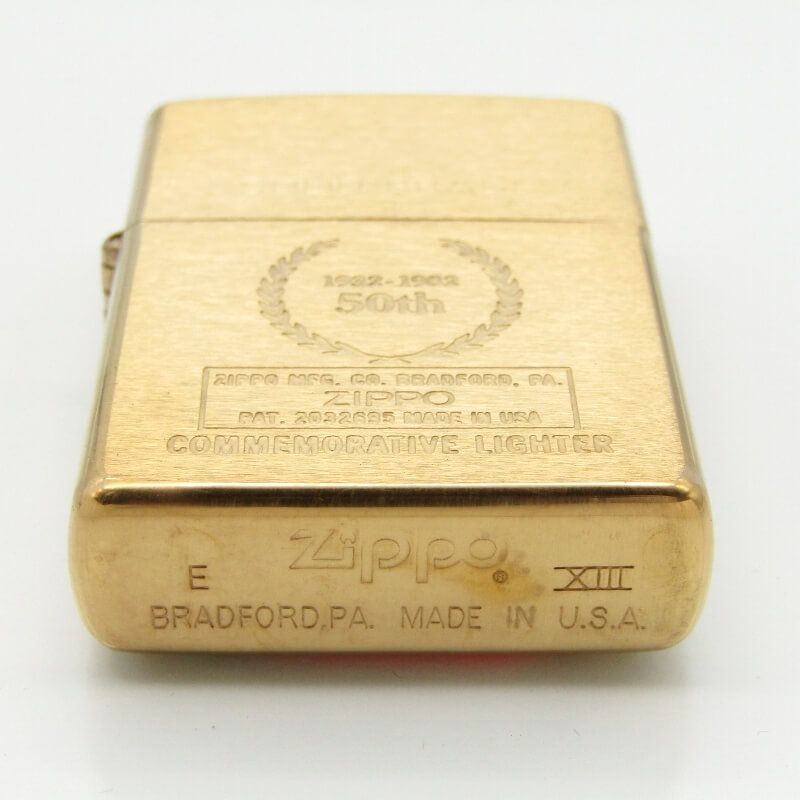 1932-1982
50th
ZIPPO MFG. CO. BRADFORD, PA.
ZIPPO
PAT. 2032695 MADE IN USA
COMMEMORATIVE LIGHTER
Zippo®
E XIII
BRADFORD,PA. MADE IN U.S.A.